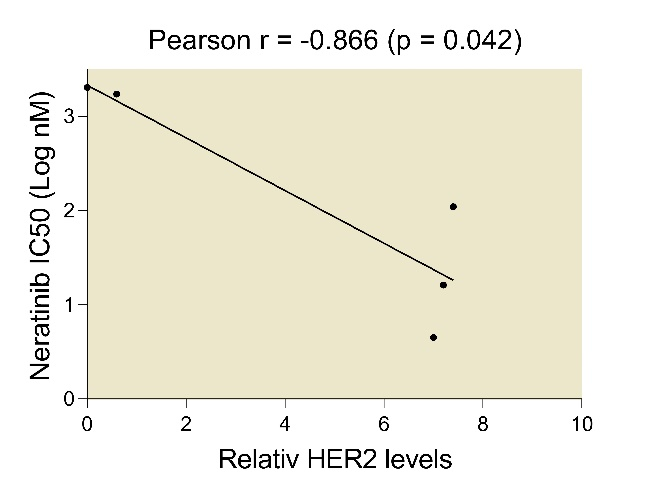 Pearson r = -0.866 (p = 0.042)
Neratinib IC50 (Log nM)
3
2
1
0
0 2 4 6 8 10
Relativ HER2 levels